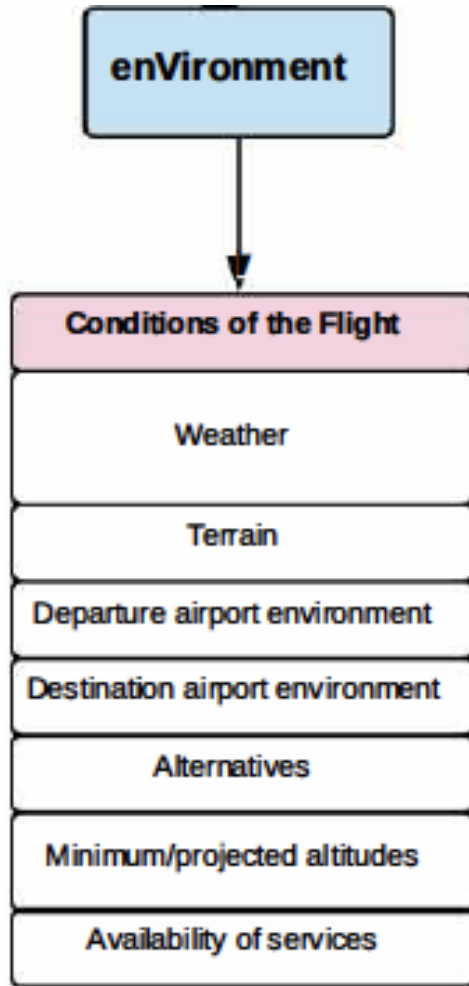 enVironment
Conditions of the Flight
Weather
Terrain
Departure airport environment
Destination airport environment
Alternatives
Minimum/projected altitudes
Availability of services